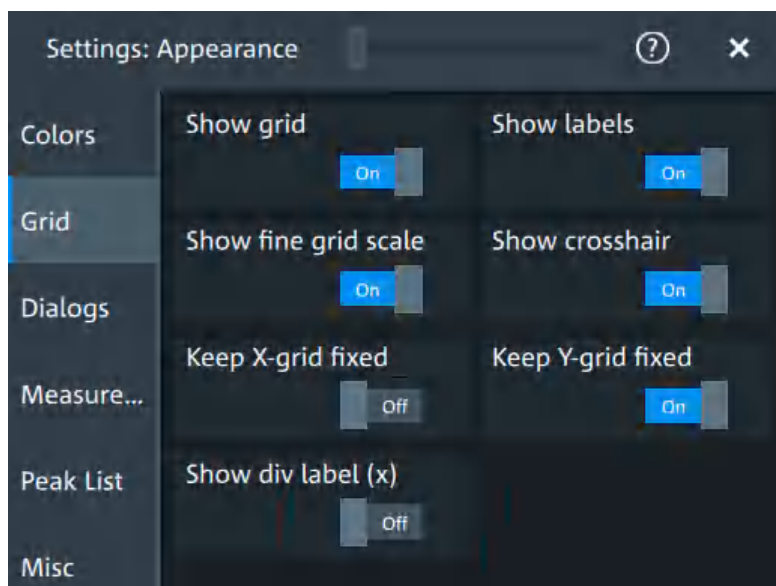 Settings: Appearance
?
×
Colors
Grid
Dialogs
Measure...
Peak List
Misc
Show grid
On
Show labels
On
Show fine grid scale
On
Show crosshair
On
Keep X-grid fixed
Off
Keep Y-grid fixed
On
Show div label (x)
Off